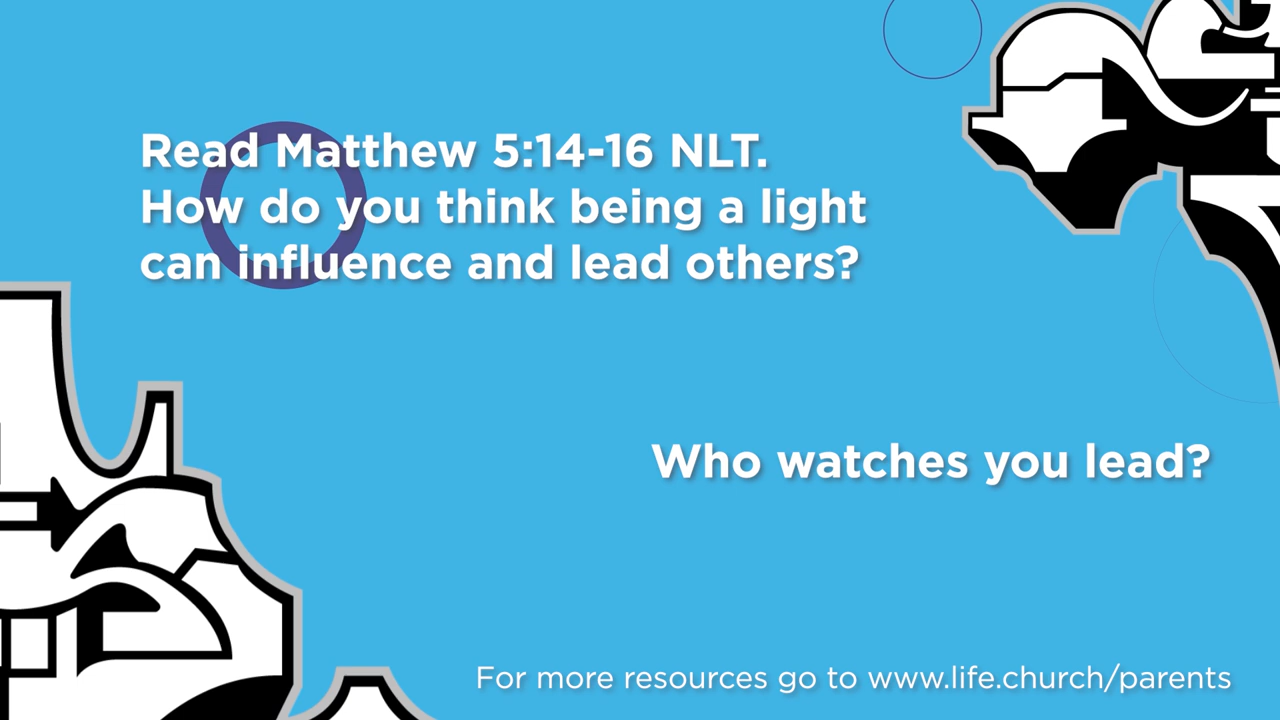 Read Matthew 5:14-16 NLT.
How do you think being a light
can influence and lead others?
Who watches you lead?
For more resources go to www.life.church/parents